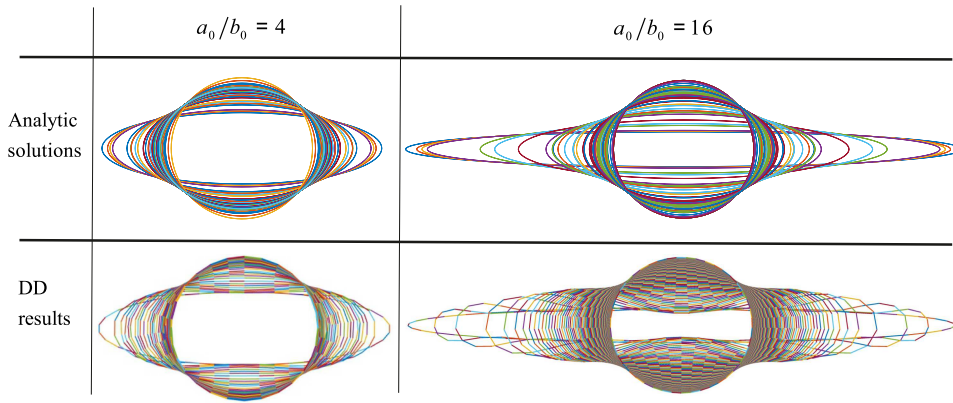 a₀/b₀ = 4
a₀/b₀ = 16
Analytic
solutions
DD
results